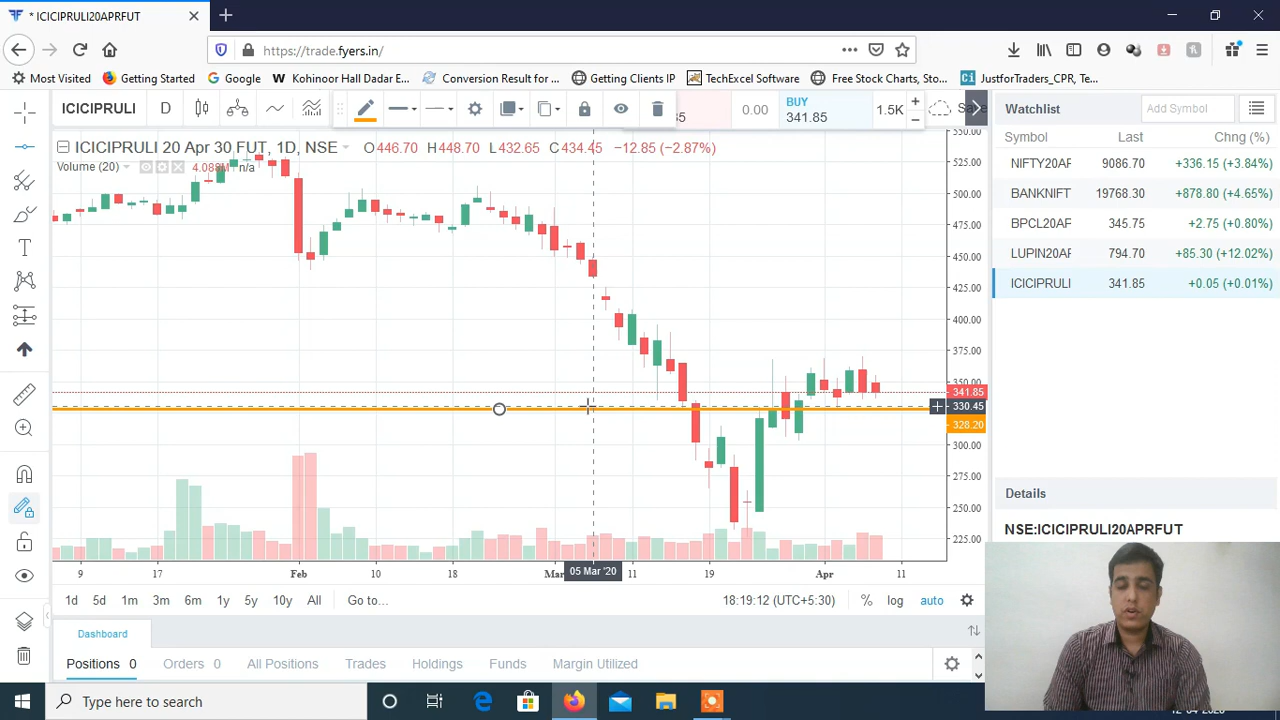 * ICICIPRULI20APRFUT
https://trade.fyers.in/
Most Visited Getting Started Google Kohinoor Hall Dadar E... Conversion Result for ... Getting Clients IP TechExcel Software Free Stock Charts, Sto... JustforTraders_CPR, Te...
ICICIPRULI D 0.00 BUY 341.85 1.5K
Watchlist Add Symbol
ICICIPRULI 20 Apr 30 FUT, 1D, NSE O446.70 H448.70 L432.65 C434.45 −12.85 (−2.87%)
Volume (20) 4.088M n/a
Symbol Last Chng (%)
NIFTY20AF 9086.70 +336.15 (+3.84%)
BANKNIFT 19768.30 +878.80 (+4.65%)
BPCL20AF 345.75 +2.75 (+0.80%)
LUPIN20AF 794.70 +85.30 (+12.02%)
ICICIPRULI 341.85 +0.05 (+0.01%)
550.00
525.00
500.00
475.00
450.00
425.00
400.00
375.00
350.00
341.85
330.45
328.20
300.00
275.00
250.00
225.00
9 17 Feb 10 18 Mar 05 Mar '20 11 19 Apr 11
Details
NSE:ICICIPRULI20APRFUT
1d 5d 1m 3m 6m 1y 5y 10y All Go to... 18:19:12 (UTC+5:30) % log auto
Dashboard
Positions 0 Orders 0 All Positions Trades Holdings Funds Margin Utilized
Type here to search